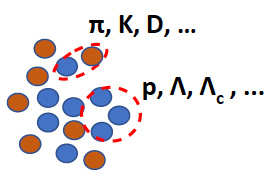 π, K, D, ...
p, Λ, Λc , ...